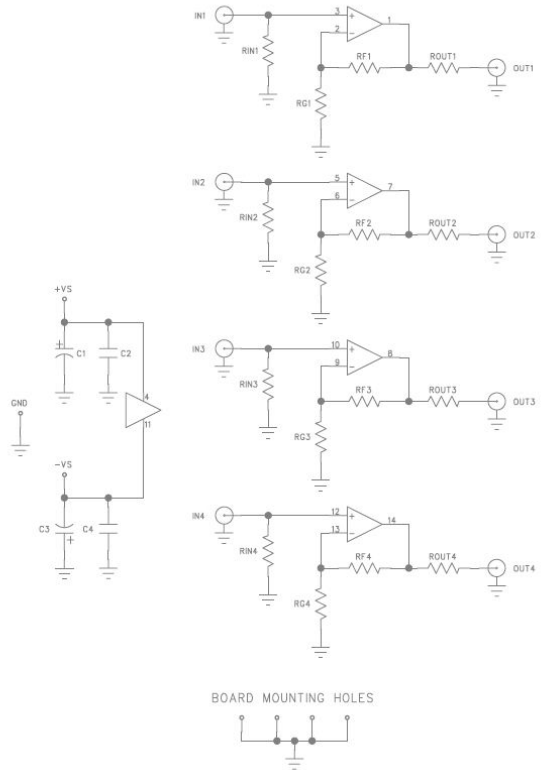 IN1
3
+
2
−
1
RIN1
RF1
ROUT1
OUT1
RG1
IN2
5
+
6
−
7
RIN2
RF2
ROUT2
OUT2
RG2
+VS
+
C1
C2
4
11
GND
−VS
C3
+
C4
IN3
10
+
9
−
8
RIN3
RF3
ROUT3
OUT3
RG3
IN4
12
+
13
−
14
RIN4
RF4
ROUT4
OUT4
RG4
BOARD MOUNTING HOLES